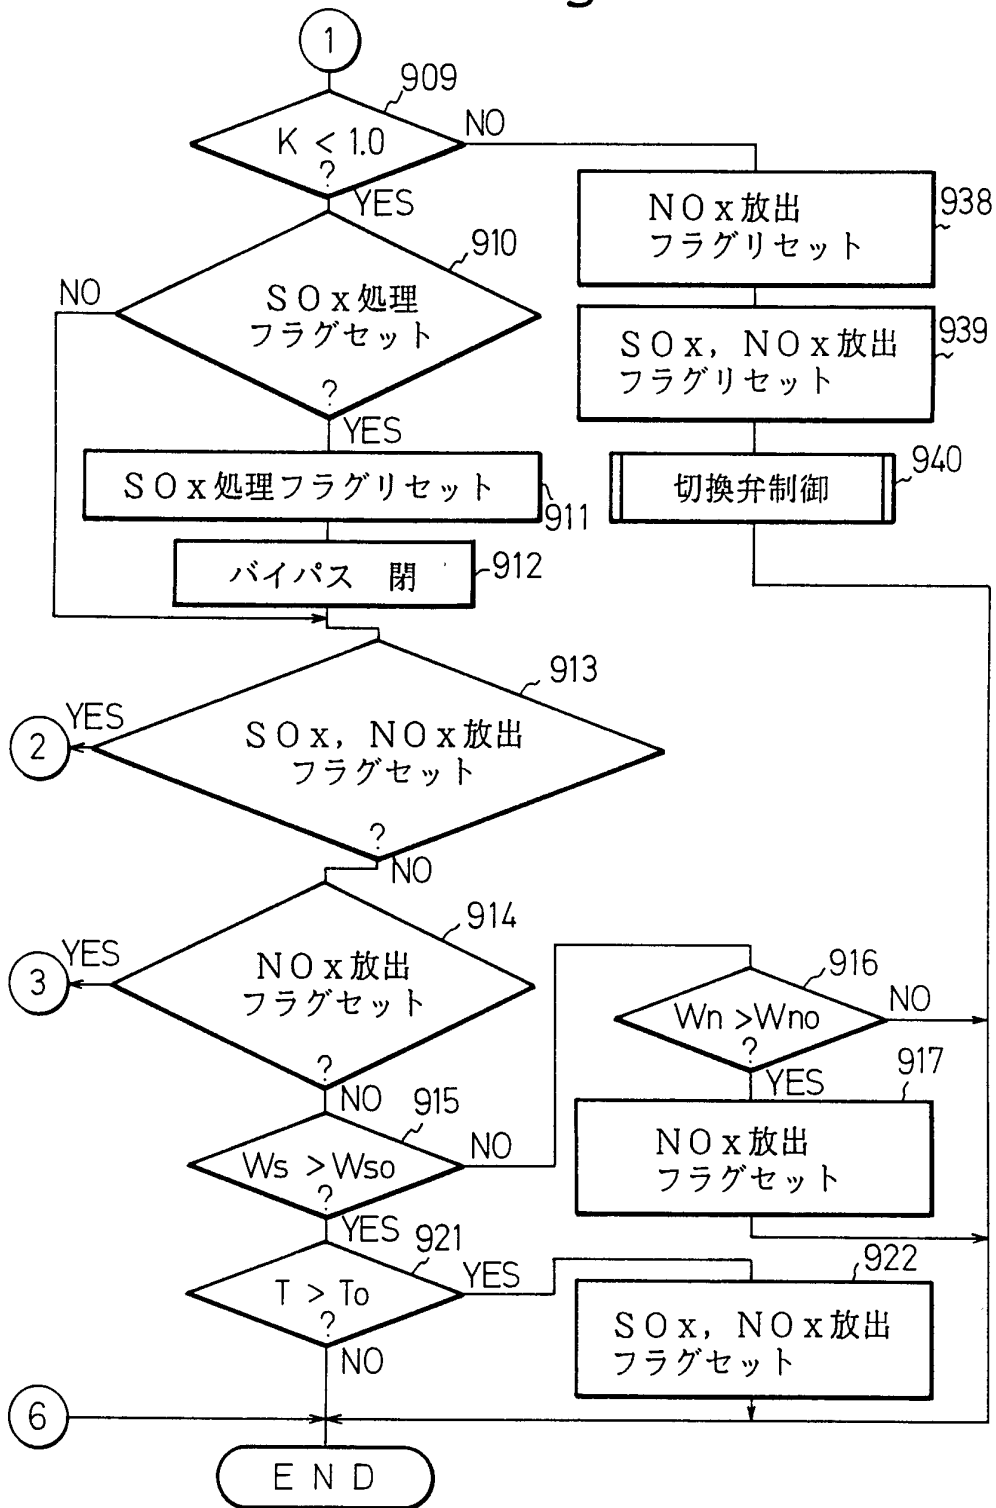 g
1
909
K < 1.0
?
NO
YES
938
NOx放出
フラグリセット
910
NO
SOx処理
フラグセット
?
YES
939
SOx, NOx放出
フラグリセット
SOx処理フラグリセット
911
940
切換弁制御
バイパス 閉
912
913
YES
2
SOx, NOx放出
フラグセット
?
NO
914
YES
3
NOx放出
フラグセット
?
NO
916
Wn >Wno
?
NO
YES
915
Ws >Wso
?
NO
YES
917
NOx放出
フラグセット
921
T > To
?
YES
NO
922
SOx, NOx放出
フラグセット
6
END